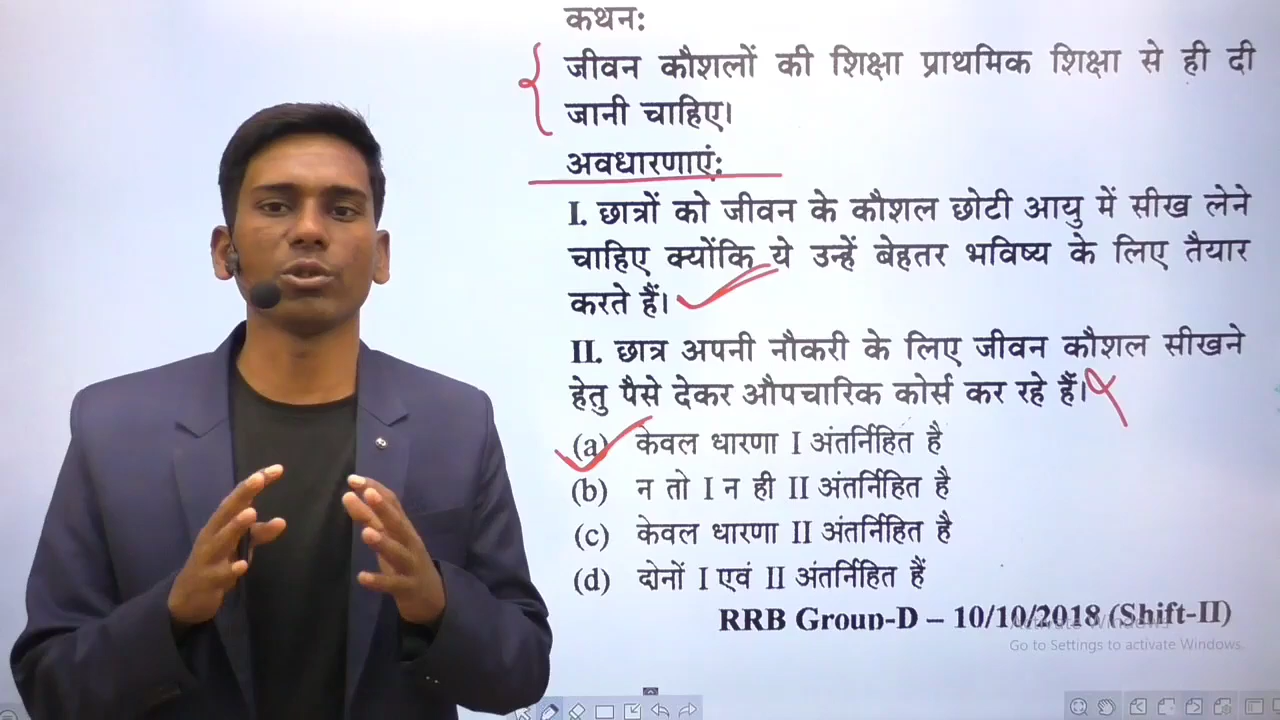 कथन:
जीवन कौशलों की शिक्षा प्राथमिक शिक्षा से ही दी
जानी चाहिए।
अवधारणाएं:
I. छात्रों को जीवन के कौशल छोटी आयु में सीख लेने
चाहिए क्योंकि ये उन्हें बेहतर भविष्य के लिए तैयार
करते हैं।
II. छात्र अपनी नौकरी के लिए जीवन कौशल सीखने
हेतु पैसे देकर औपचारिक कोर्स कर रहे हैं।
(a) केवल धारणा I अंतर्निहित है
(b) न तो I न ही II अंतर्निहित है
(c) केवल धारणा II अंतर्निहित है
(d) दोनों I एवं II अंतर्निहित हैं
RRB Group-D – 10/10/2018 (Shift-II)
Activate Windows
Go to Settings to activate Windows.